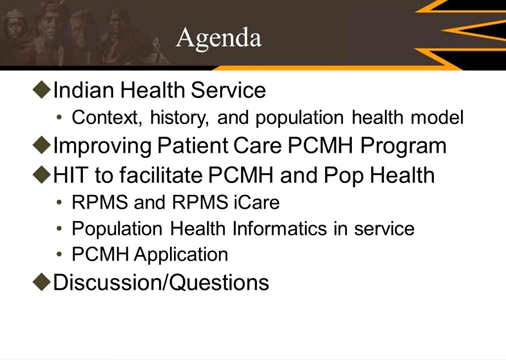 Agenda
Indian Health Service
Context, history, and population health model
Improving Patient Care PCMH Program
HIT to facilitate PCMH and Pop Health
RPMS and RPMS iCare
Population Health Informatics in service
PCMH Application
Discussion/Questions